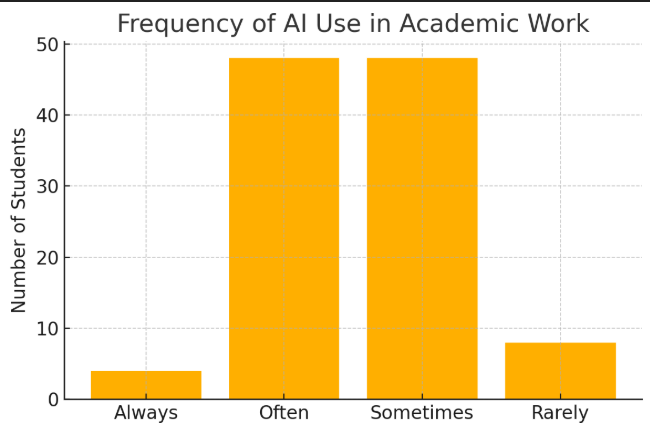 Frequency of AI Use in Academic Work
Number of Students
50
40
30
20
10
0
Always
Often
Sometimes
Rarely